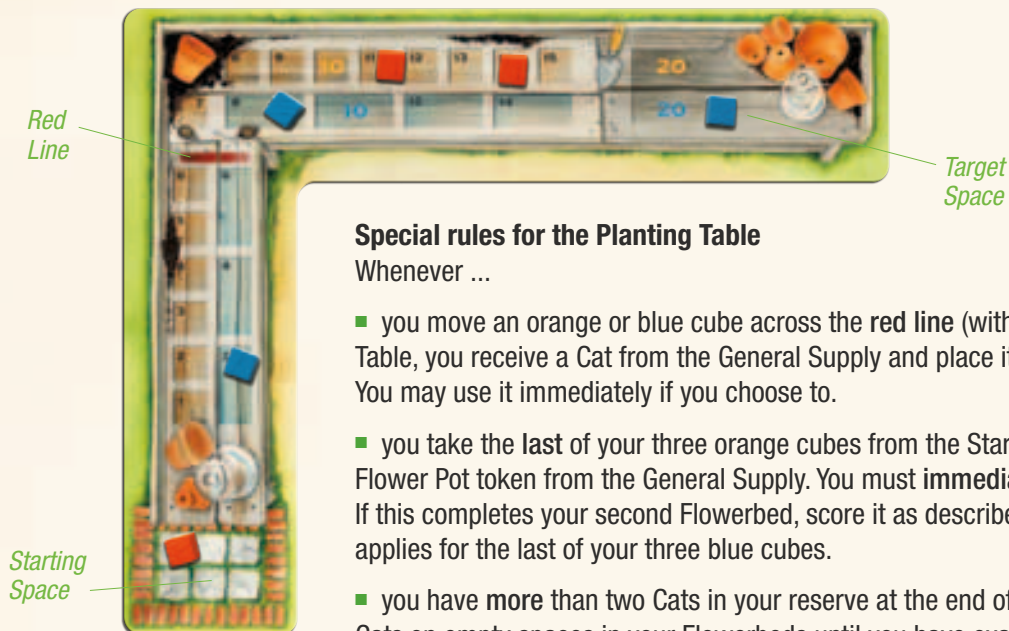 10
11
12
13
15
20
10
14
20
Red
Line
Target
Space
Special rules for the Planting Table
Whenever ...
■ you move an orange or blue cube across the red line (with
Table, you receive a Cat from the General Supply and place i
You may use it immediately if you choose to.
■ you take the last of your three orange cubes from the Star
Flower Pot token from the General Supply. You must immedia
If this completes your second Flowerbed, score it as describe
applies for the last of your three blue cubes.
Starting
Space
■ you have more than two Cats in your reserve at the end of